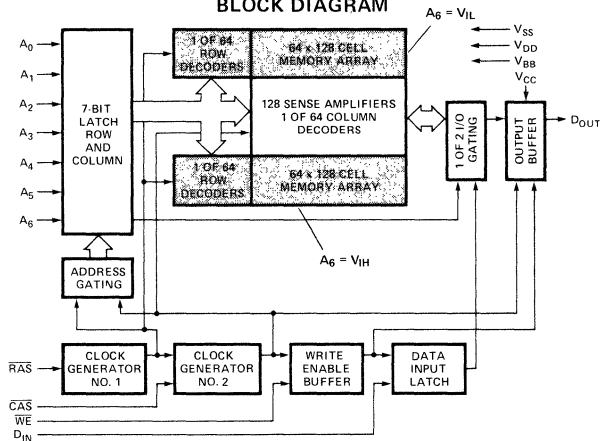 BLOCK DIAGRAM
A6 = VIL
VSS
VDD
VBB
VCC
A0
A1
A2
A3
A4
A5
A6
7-BIT
LATCH
ROW
AND
COLUMN
1 OF 64
ROW
DECODERS
64 x 128 CELL
MEMORY ARRAY
128 SENSE AMPLIFIERS
1 OF 64 COLUMN
DECODERS
1 OF 64
ROW
DECODERS
64 x 128 CELL
MEMORY ARRAY
1 OF 2 I/O
GATING
OUTPUT
BUFFER
DOUT
A6 = VIH
ADDRESS
GATING
RAS
CLOCK
GENERATOR
NO. 1
CLOCK
GENERATOR
NO. 2
WRITE
ENABLE
BUFFER
DATA
INPUT
LATCH
CAS
WE
DIN